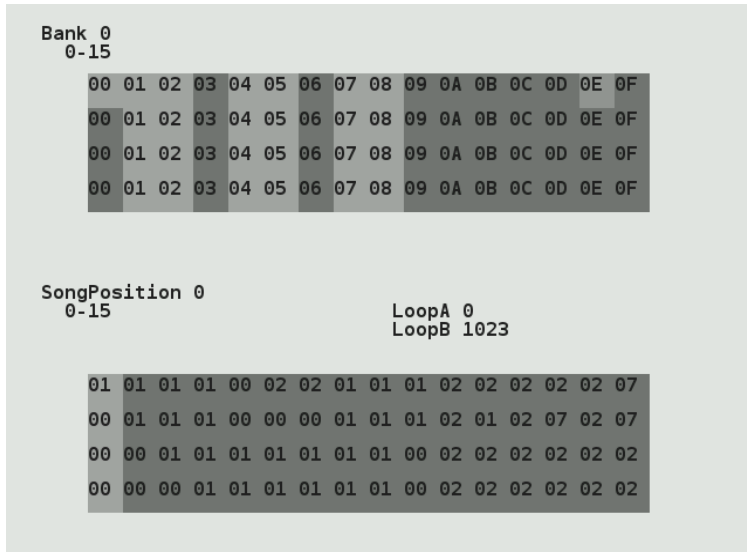 Bank 0
0-15
00 01 02 03 04 05 06 07 08 09 0A 0B 0C 0D 0E 0F
00 01 02 03 04 05 06 07 08 09 0A 0B 0C 0D 0E 0F
00 01 02 03 04 05 06 07 08 09 0A 0B 0C 0D 0E 0F
00 01 02 03 04 05 06 07 08 09 0A 0B 0C 0D 0E 0F
SongPosition 0
0-15
LoopA 0
LoopB 1023
01 01 01 01 00 02 02 01 01 01 02 02 02 02 02 07
00 01 01 01 00 00 00 01 01 01 02 01 02 07 02 07
00 00 01 01 01 01 01 01 01 00 02 02 02 02 02 02
00 00 00 01 01 01 01 01 01 00 02 02 02 02 02 02